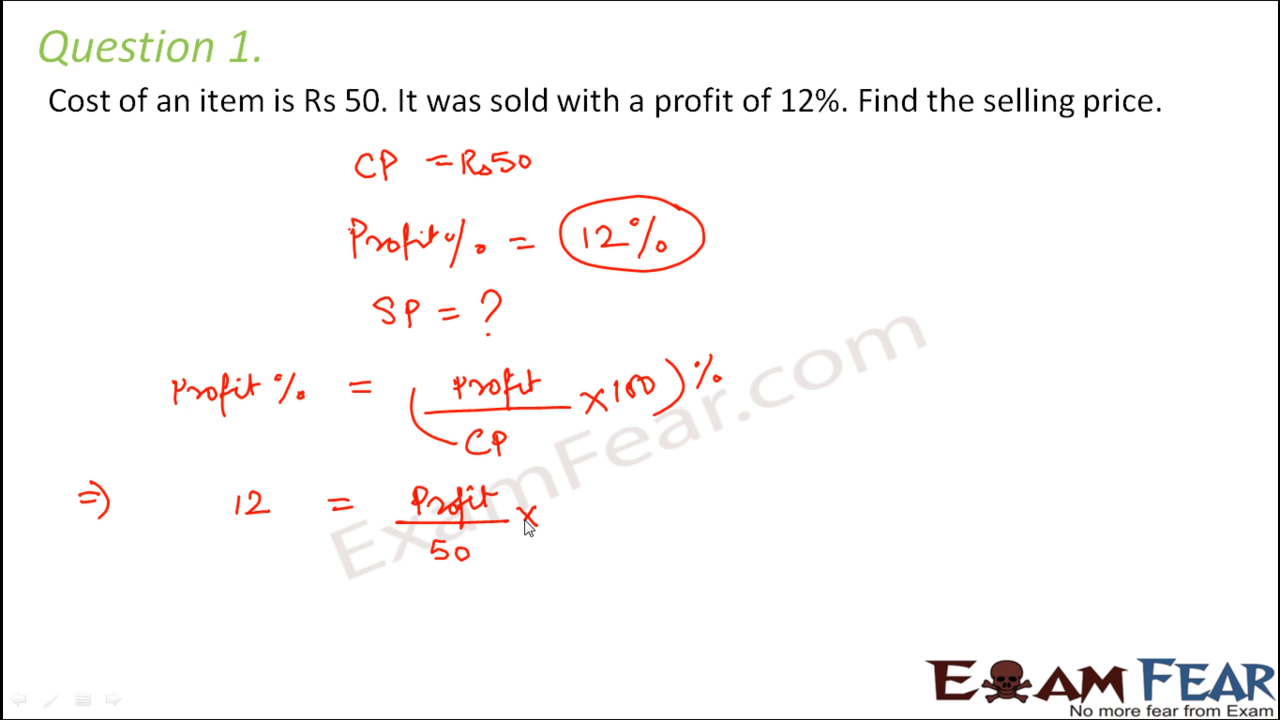 Question 1.
Cost of an item is Rs 50. It was sold with a profit of 12%. Find the selling price.
CP = Rs 50
Profit % = 12%
SP = ?
Profit % = ( Profit / CP × 100 ) %
⇒ 12 = Profit / 50 ×
ExamFear.com
EXAM FEAR
No more fear from Exam